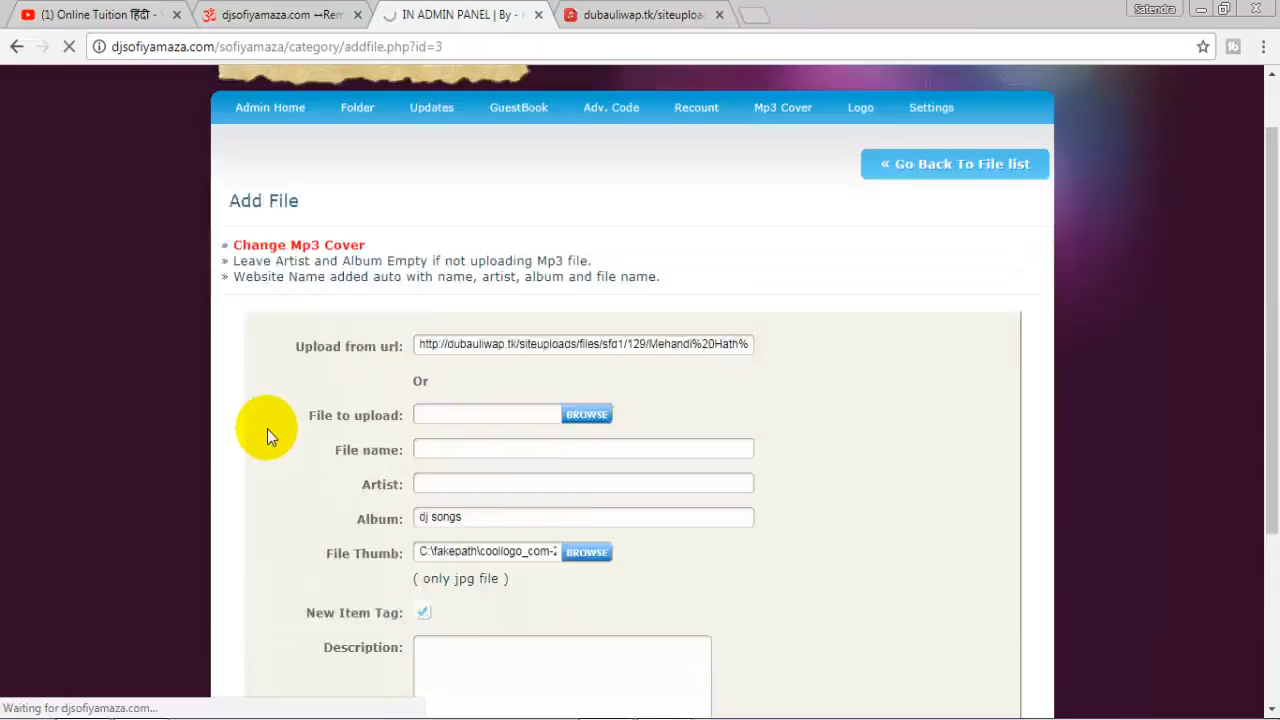 (1) Online Tuition हिंदी -
djsofiyamaza.com ↔Rem
IN ADMIN PANEL | By -
dubauliwap.tk/siteuploa
Satendra
djsofiyamaza.com/sofiyamaza/category/addfile.php?id=3
Admin Home Folder Updates GuestBook Adv. Code Recount Mp3 Cover Logo Settings
« Go Back To File list
Add File
» Change Mp3 Cover
» Leave Artist and Album Empty if not uploading Mp3 file.
» Website Name added auto with name, artist, album and file name.
Upload from url: http://dubauliwap.tk/siteuploads/files/sfd1/129/Mehandi%20Hath%
Or
File to upload: BROWSE
File name:
Artist:
Album: dj songs
File Thumb: C:\fakepath\coollogo_com-2 BROWSE
( only jpg file )
New Item Tag:
Description:
Waiting for djsofiyamaza.com...